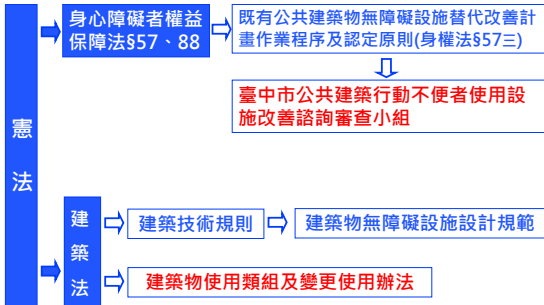 憲法
身心障礙者權益
保障法§57、88
既有公共建築物無障礙設施替代改善計
畫作業程序及認定原則(身權法§57三)
臺中市公共建築行動不便者使用設
施改善諮詢審查小組
建築法
建築技術規則
建築物無障礙設施設計規範
建築物使用類組及變更使用辦法